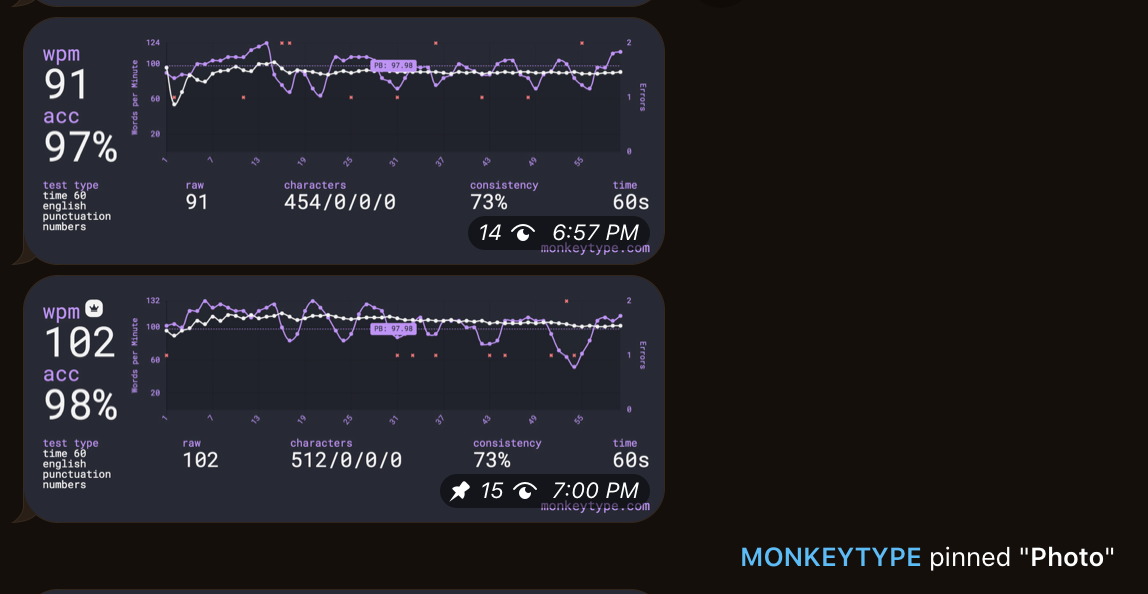 wpm
91
acc
97%
124
100
60
20
Words per Minute
PB: 97.98
2
1
0
Errors
1 7 13 19 25 31 37 43 49 55
test type
time 60
english
punctuation
numbers
raw
91
characters
454/0/0/0
consistency
73%
time
60s
14 6:57 PM
monkeytype.com
wpm
102
acc
98%
132
100
60
20
Words per Minute
PB: 97.98
2
1
0
Errors
1 7 13 19 25 31 37 43 49 55
test type
time 60
english
punctuation
numbers
raw
102
characters
512/0/0/0
consistency
73%
time
60s
15 7:00 PM
monkeytype.com
MONKEYTYPE pinned "Photo"